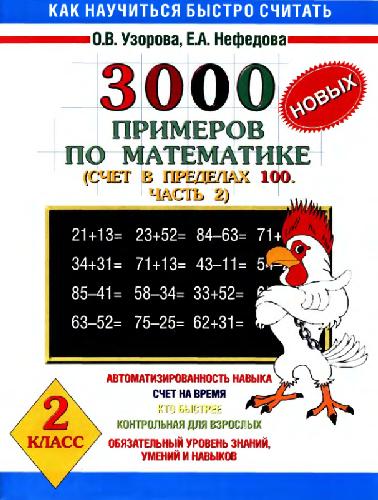 КАК НАУЧИТЬСЯ БЫСТРО СЧИТАТЬ
О.В. Узорова, Е.А. Нефедова
3000
НОВЫХ
ПРИМЕРОВ
ПО МАТЕМАТИКЕ
(СЧЕТ В ПРЕДЕЛАХ 100.
ЧАСТЬ 2)
21+13= 23+52= 84–63= 71+
34+31= 71+13= 43–11=
85–41= 58–34= 33+52=
63–52= 75–25= 62+31=
АВТОМАТИЗИРОВАННОСТЬ НАВЫКА
СЧЕТ НА ВРЕМЯ
КТО БЫСТРЕЕ
КОНТРОЛЬНАЯ ДЛЯ ВЗРОСЛЫХ
ОБЯЗАТЕЛЬНЫЙ УРОВЕНЬ ЗНАНИЙ,
УМЕНИЙ И НАВЫКОВ
2
КЛАСС